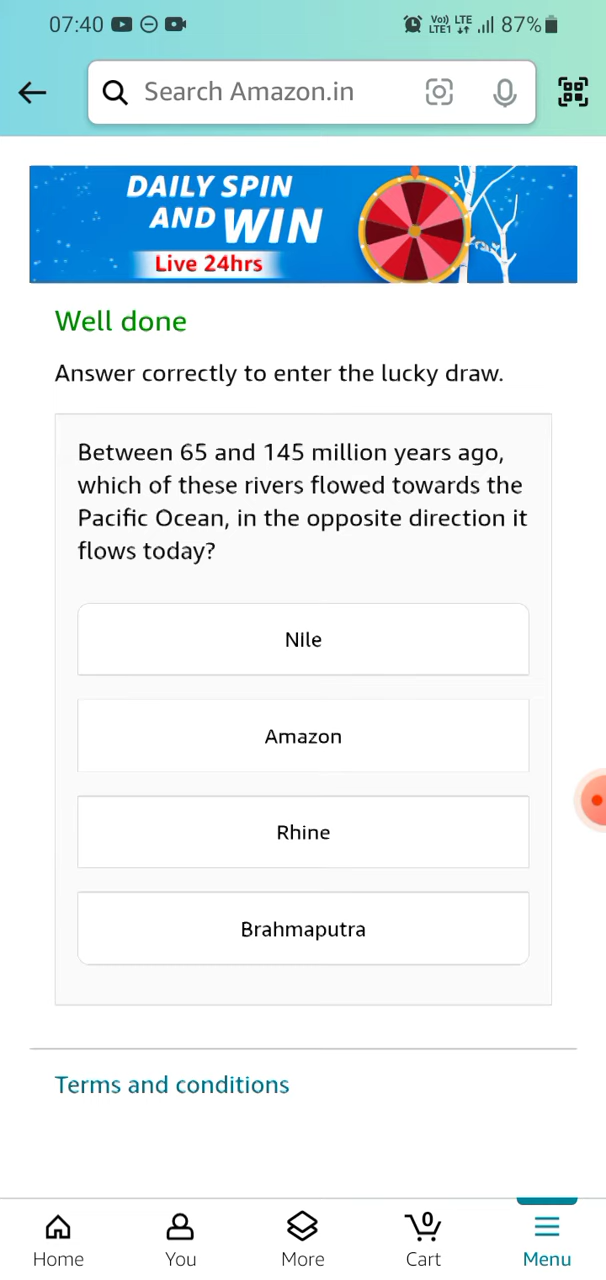 07:40
Vo)) LTE
LTE1
87%
Search Amazon.in
DAILY SPIN
AND WIN
Live 24hrs
Well done
Answer correctly to enter the lucky draw.
Between 65 and 145 million years ago,
which of these rivers flowed towards the
Pacific Ocean, in the opposite direction it
flows today?
Nile
Amazon
Rhine
Brahmaputra
Terms and conditions
0
Home
You
More
Cart
Menu